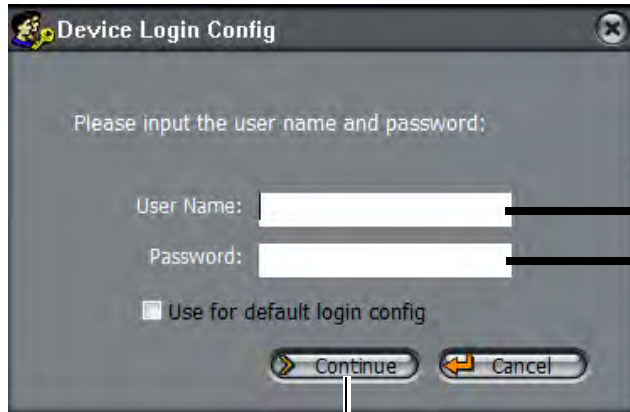 Device Login Config
Please input the user name and password:
User Name:
Password:
Use for default login config
Continue
Cancel